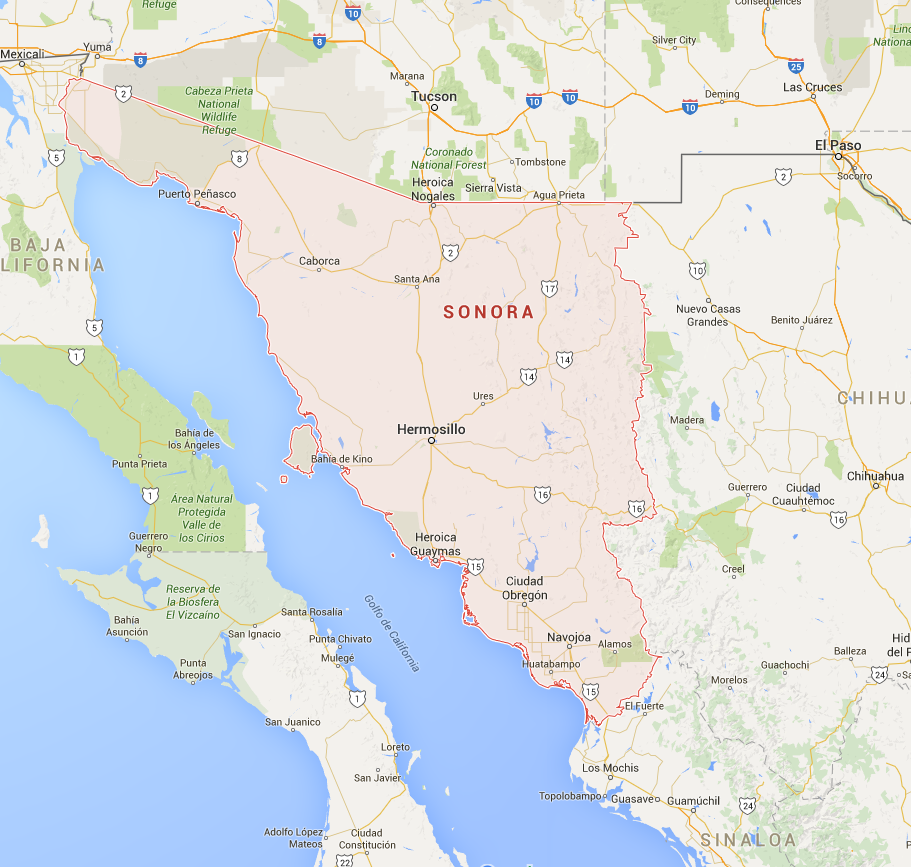 Refuge
Consequences
10
Yuma
Mexicali
8
8
Silver City
25
2
Cabeza Prieta
National
Wildlife
Refuge
Marana
Tucson
10
10
10
Deming
Las Cruces
El Paso
Socorro
2
5
8
Coronado
National Forest
Tombstone
Sierra Vista
Heroica
Nogales
Agua Prieta
Puerto Peñasco
BAJA
LIFORNIA
Caborca
2
Santa Ana
17
SONORA
10
Nuevo Casas
Grandes
Benito Juárez
5
1
14
14
Ures
CHIHU
Hermosillo
Madera
Bahía de
los Ángeles
Punta Prieta
Bahía de Kino
Chihuahua
Guerrero
Ciudad
Cuauhtemoc
16
1
16
16
Area Natural
Protegida
Valle de
los Cirios
Guerrero
Negro
Heroica
Guaymas
15
Creel
Ciudad
Obregón
Reserva de
la Biosfera
El Vizcaíno
Golfo de California
Santa Rosalía
Bahía
Asunción
San Ignacio
Punta Chivato
Mulegé
Navojoa
Alamos
Huatabampo
Punta
Abreojos
1
15
El Fuerte
Balleza
Guachochi
24
Morelos
San Juanico
Loreto
San Javier
Los Mochis
Topolobampo
Guasave
Guamúchil
24
SINALOA
Adolfo López
Mateos
Ciudad
Constitución
22